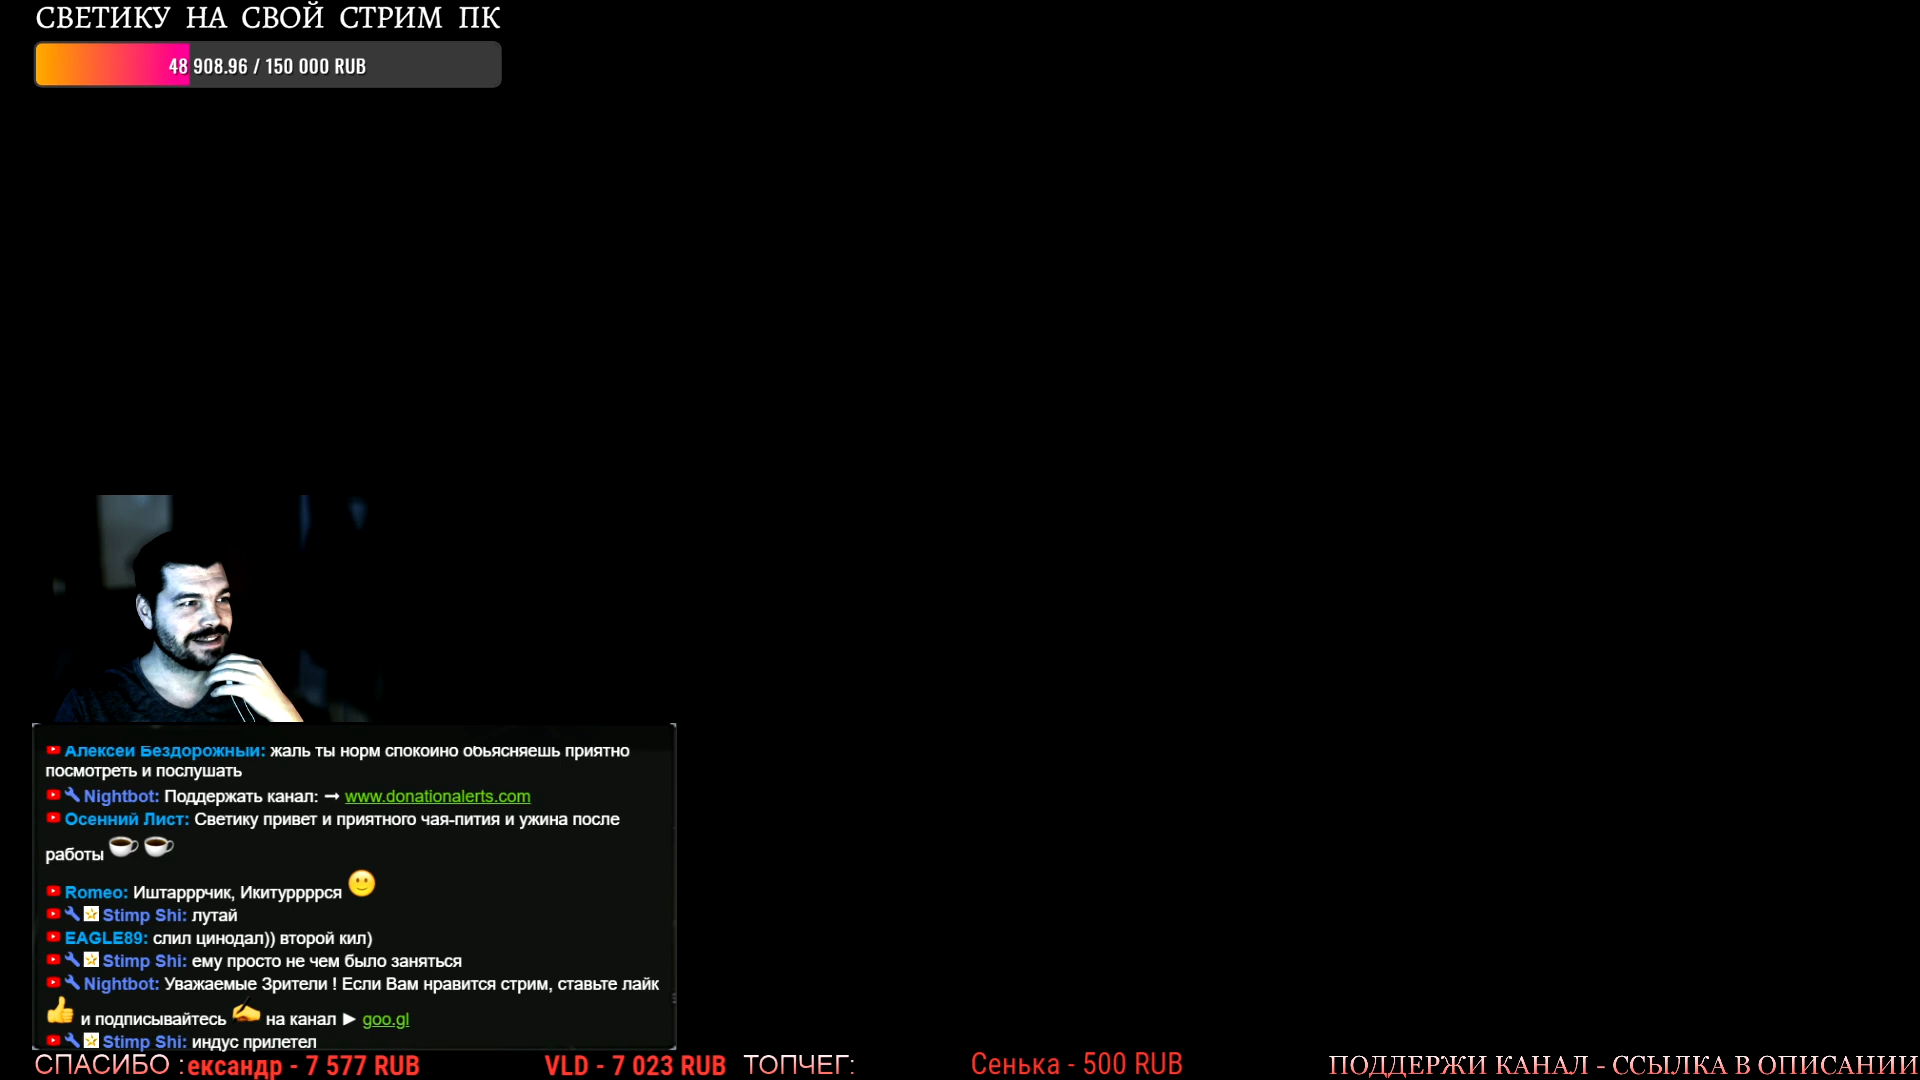 СВЕТИКУ НА СВОЙ СТРИМ ПК
48 908.96 / 150 000 RUB
Алексей Бездорожный: жаль ты норм спокойно обьясняешь приятно
посмотреть и послушать
Nightbot: Поддержать канал: ➞ www.donationalerts.com
Осенний Лист: Светику привет и приятного чая-пития и ужина после
работы
Romeo: Иштарррчик, Икитуррррся
Stimp Shi: лутай
EAGLE89: слил цинодал)) второй кил)
Stimp Shi: ему просто не чем было заняться
Nightbot: Уважаемые Зрители ! Если Вам нравится стрим, ставьте лайк
и подписывайтесь на канал ► goo.gl
Stimp Shi: индус прилетел
СПАСИБО : ександр - 7 577 RUB VLD - 7 023 RUB ТОПЧЕГ: Сенька - 500 RUB ПОДДЕРЖИ КАНАЛ - ССЫЛКА В ОПИСАНИИ